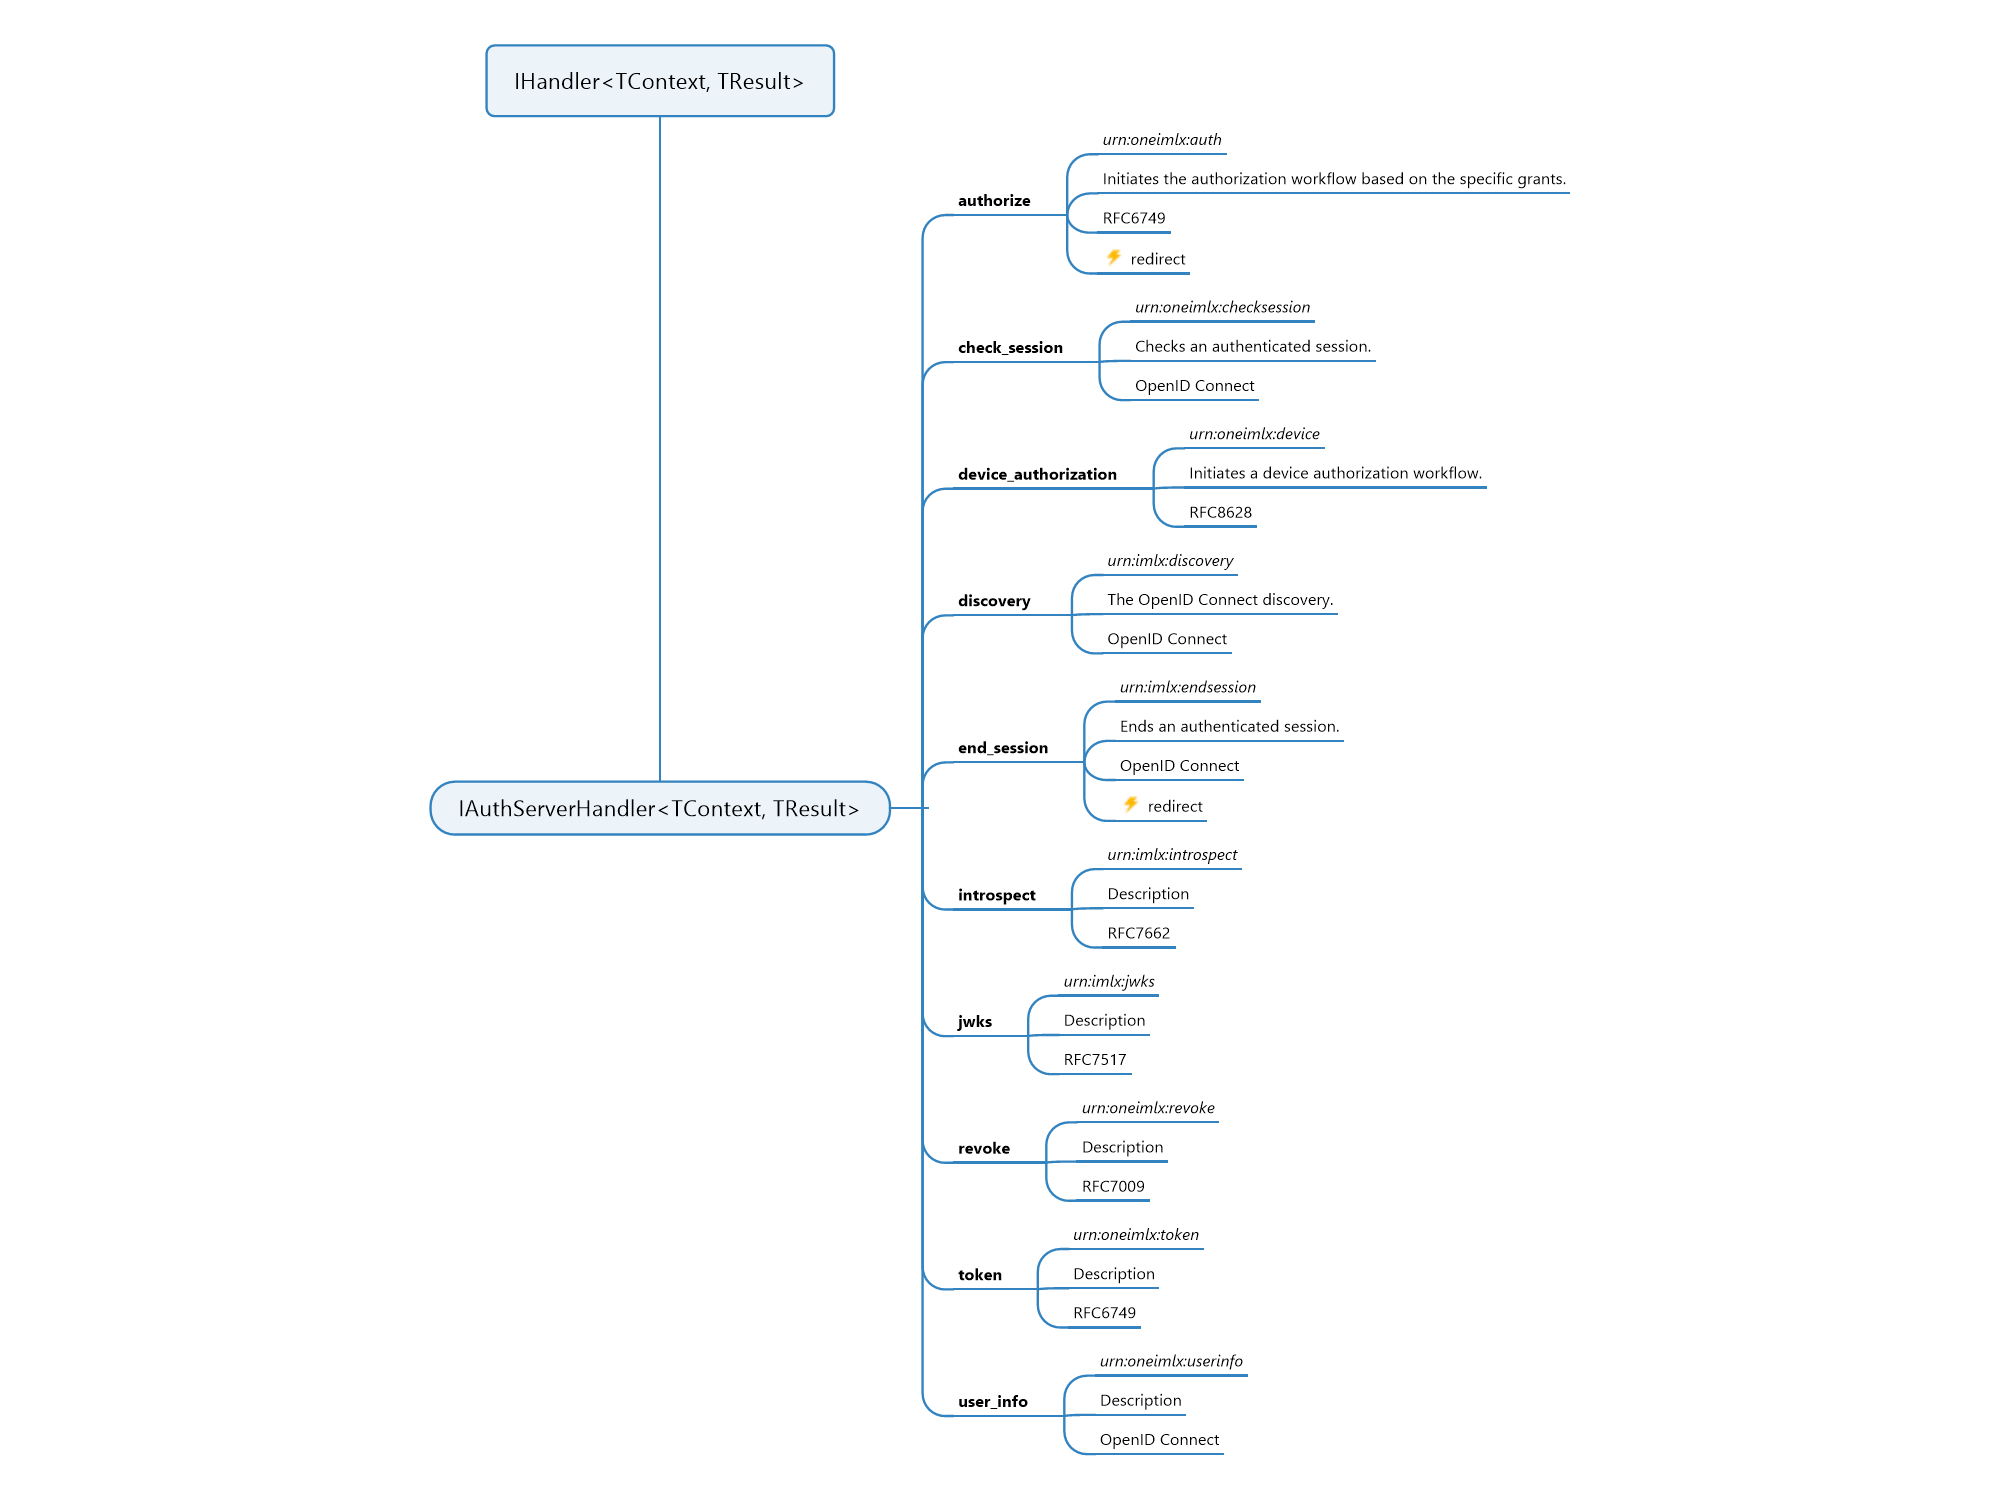 IHandler<TContext, TResult>
IAuthServerHandler<TContext, TResult>
authorize
urn:oneimlx:auth
Initiates the authorization workflow based on the specific grants.
RFC6749
redirect
check_session
urn:oneimlx:checksession
Checks an authenticated session.
OpenID Connect
device_authorization
urn:oneimlx:device
Initiates a device authorization workflow.
RFC8628
discovery
urn:imlx:discovery
The OpenID Connect discovery.
OpenID Connect
end_session
urn:imlx:endsession
Ends an authenticated session.
OpenID Connect
redirect
introspect
urn:imlx:introspect
Description
RFC7662
jwks
urn:imlx:jwks
Description
RFC7517
revoke
urn:oneimlx:revoke
Description
RFC7009
token
urn:oneimlx:token
Description
RFC6749
user_info
urn:oneimlx:userinfo
Description
OpenID Connect